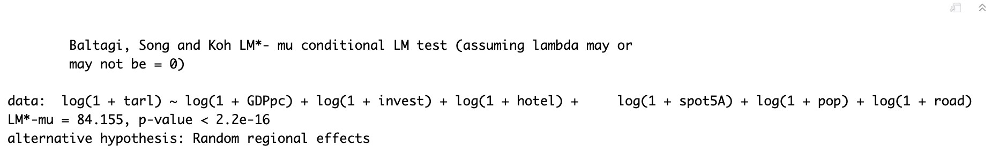 Baltagi, Song and Koh LM*- mu conditional LM test (assuming lambda may or
may not be = 0)
data:  log(1 + tarl) ~ log(1 + GDPpc) + log(1 + invest) + log(1 + hotel) +     log(1 + spot5A) + log(1 + pop) + log(1 + road)
LM*-mu = 84.155, p-value < 2.2e-16
alternative hypothesis: Random regional effects